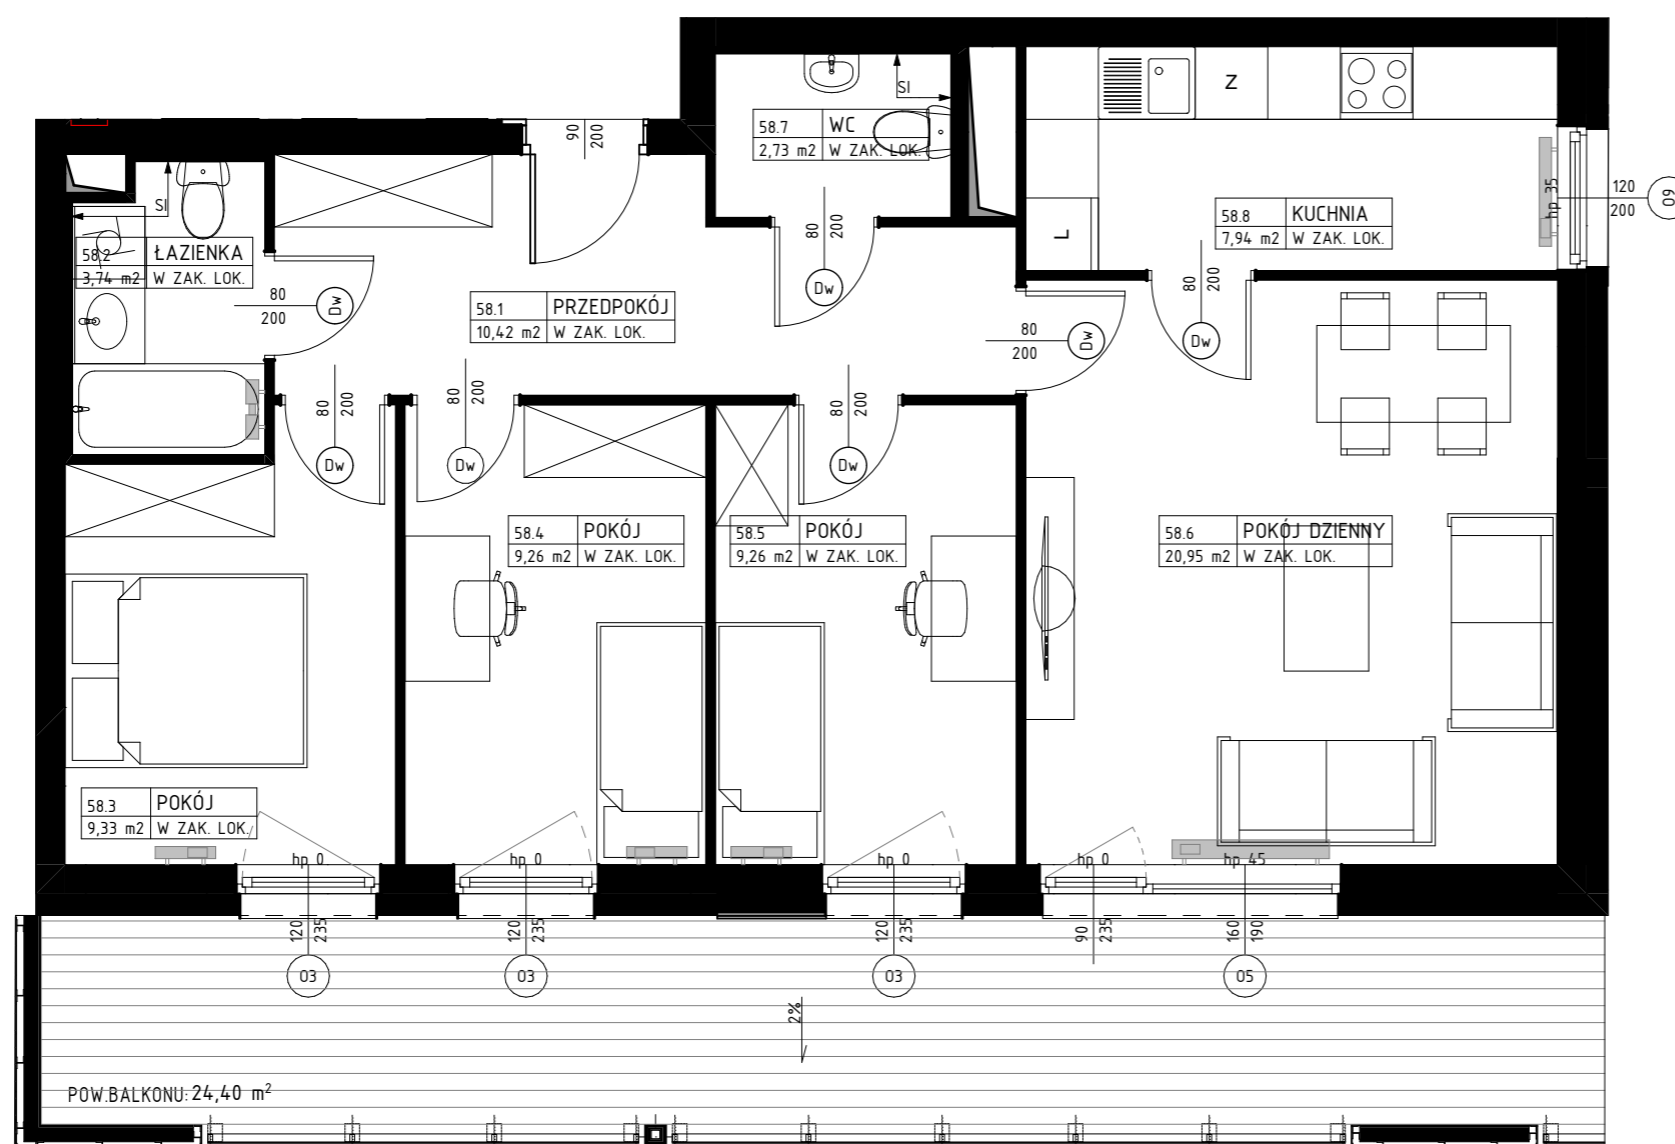 90
200
SI
Z
58.7 WC
2,73 m2 W ZAK. LOK.
SI
hp 35
120
200
09
58.8 KUCHNIA
7,94 m2 W ZAK. LOK.
L
58.2 ŁAZIENKA
3,74 m2 W ZAK. LOK.
80
200
Dw
80
200
Dw
80
200
Dw
58.1 PRZEDPOKÓJ
10,42 m2 W ZAK. LOK.
80
200
Dw
80
200
Dw
80
200
Dw
80
200
Dw
58.4 POKÓJ
9,26 m2 W ZAK. LOK.
58.5 POKÓJ
9,26 m2 W ZAK. LOK.
58.6 POKÓJ DZIENNY
20,95 m2 W ZAK. LOK.
58.3 POKÓJ
9,33 m2 W ZAK. LOK.
hp 0
hp 0
hp 0
hp 0
hp 45
120
235
120
235
120
235
90
235
160
190
03
03
03
05
2%
POW.BALKONU: 24,40 m²